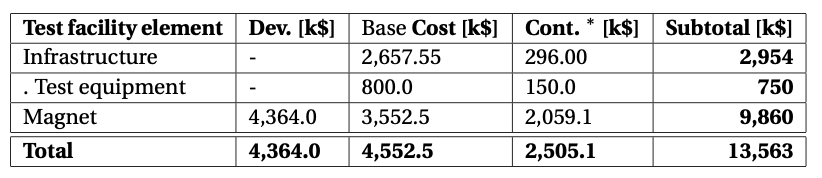 Test facility element Dev. [k$] Base Cost [k$] Cont. * [k$] Subtotal [k$]
Infrastructure - 2,657.55 296.00 2,954
. Test equipment - 800.0 150.0 750
Magnet 4,364.0 3,552.5 2,059.1 9,860
Total 4,364.0 4,552.5 2,505.1 13,563